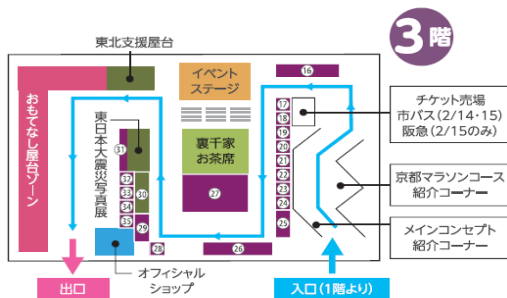 3階
東北支援屋台
イベント
ステージ
⑯
チケット売場
市バス(2/14・15)
阪急(2/15のみ)
おもてなし屋台ゾーン
東日本大震災写真展
裏千家
お茶席
⑰
⑱
⑲
⑳
㉑
㉒
㉓
㉔
㉕
㉗
㉛
㉜
㉝
㉞
㉟
㉚
㉙
㉘
㉖
京都マラソンコース
紹介コーナー
メインコンセプト
紹介コーナー
オフィシャル
ショップ
出口
入口(1階より)